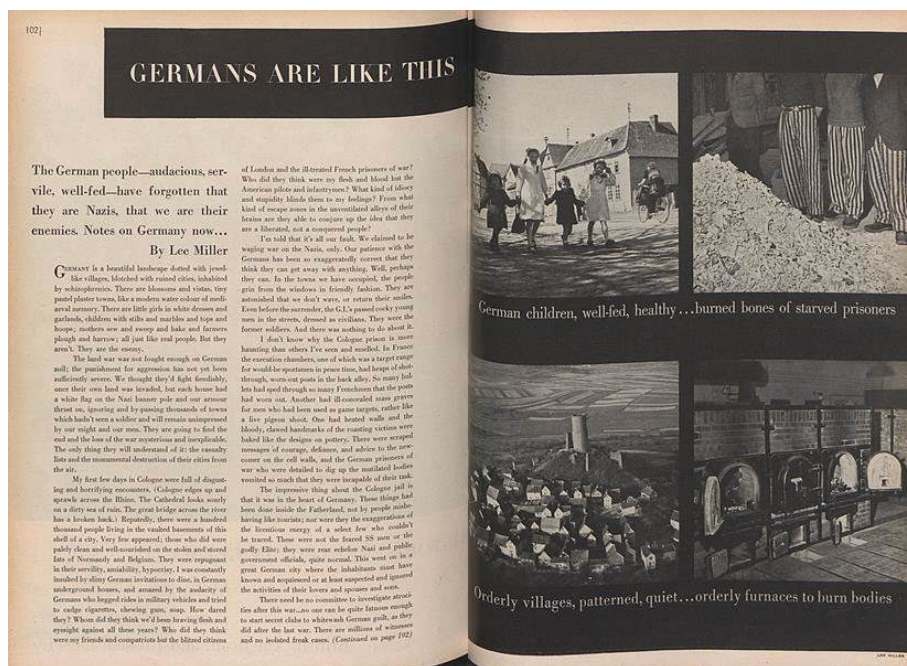 102
GERMANS ARE LIKE THIS
The German people—audacious, ser-
vile, well-fed—have forgotten that
they are Nazis, that we are their
enemies. Notes on Germany now...
By Lee Miller
GERMANY is a beautiful landscape dotted with jewel-
like villages, blotched with ruined cities, inhabited
by schizophrenics. There are blossoms and vistas, tiny
pastel plaster towns, like a modern water colour of medi-
aeval memory. There are little girls in white dresses and
garlands, children with stilts and marbles and tops and
hoops; mothers sew and sweep and bake and farmers
plough and harrow; all just like real people. But they
aren't. They are the enemy.
The land war was not fought enough on German
soil; the punishment for aggression has not yet been
sufficiently severe. We thought they'd fight fiendishly,
once their own land was invaded, but each house had
a white flag on the Nazi banner pole and our armour
thrust on, ignoring and by-passing thousands of towns
which hadn't seen a soldier and will remain unimpressed
by our might and our men. They are going to find the
end and the loss of the war mysterious and inexplicable.
The only thing they will understand of it: the casualty
lists and the monumental destruction of their cities from
the air.
My first few days in Cologne were full of disgust-
ing and horrifying encounters. (Cologne edges up and
sprawls across the Rhine. The Cathedral looks sourly
on a dirty sea of ruin. The great bridge across the river
has a broken back.) Reputedly, there were a hundred
thousand people living in the vaulted basements of this
shell of a city. Very few appeared; those who did were
palely clean and well-nourished on the stolen and stored
fats of Normandy and Belgium. They were repugnant
in their servility, amiability, hypocrisy. I was constantly
insulted by slimy German invitations to dine, in German
underground houses, and amazed by the audacity of
Germans who begged rides in military vehicles and tried
to cadge cigarettes, chewing gum, soap. How dared
they? Whom did they think we'd been braving flesh and
eyesight against all these years? Who did they think
were my friends and compatriots but the blitzed citizens
of London and the ill-treated French prisoners of war?
Who did they think were my flesh and blood but the
American pilots and infantrymen? What kind of idiocy
and stupidity blinds them to my feelings? From what
kind of escape zones in the unventilated alleys of their
brains are they able to conjure up the idea that they
are a liberated, not a conquered people?
I'm told that it's all our fault. We claimed to be
waging war on the Nazis, only. Our patience with the
Germans has been so exaggeratedly correct that they
think they can get away with anything. Well, perhaps
they can. In the towns we have occupied, the people
grin from the windows in friendly fashion. They are
astonished that we don't wave, or return their smiles.
Even before the surrender, the G.I.'s passed cocky young
men in the streets, dressed as civilians. They were the
former soldiers. And there was nothing to do about it.
I don't know why the Cologne prison is more
haunting than others I've seen and smelled. In France
the execution chambers, one of which was a target range
for would-be sportsmen in peace time, had heaps of shot-
through, worn-out posts in the back alley. So many bul-
lets had sped through so many Frenchmen that the posts
had worn out. Another had ill-concealed mass graves
for men who had been used as game targets, rather like
a live pigeon shoot. One had heated walls and the
bloody, clawed handmarks of the roasting victims were
baked like the designs on pottery. There were scraped
messages of courage, defiance, and advice to the new-
comer on the cell walls, and the German prisoners of
war who were detailed to dig up the mutilated bodies
vomited so much that they were incapable of their task.
The impressive thing about the Cologne jail is
that it was in the heart of Germany. These things had
been done inside the Fatherland, not by people misbe-
having like tourists; nor were they the exaggerations of
the licentious energy of a select few who couldn't
be traced. These were not the feared SS men or the
godly Elite; they were rear echelon Nazi and public
government officials, quite normal. This went on in a
great German city where the inhabitants must have
known and acquiesced or at least suspected and ignored
the activities of their lovers and spouses and sons.
There need be no committee to investigate atroci-
ties after this war...no one can be quite fatuous enough
to start secret clubs to whitewash German guilt, as they
did after the last war. There are millions of witnesses
and no isolated freak cases. (Continued on page 192)
German children, well-fed, healthy...burned bones of starved prisoners
Orderly villages, patterned, quiet...orderly furnaces to burn bodies
LEE MILLER